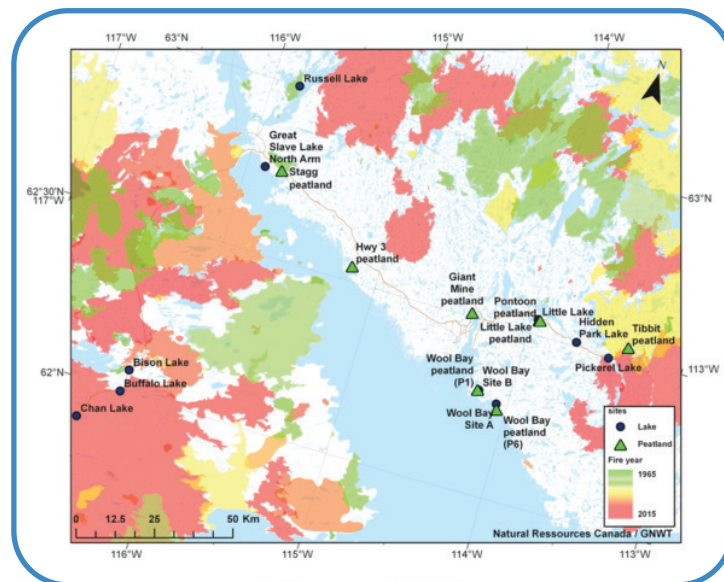 117°W
63°N
116°W
115°W
114°W
N
Russell Lake
Great
Slave Lake
North Arm
Stagg
peatland
62°30'N
117°W
63°N
Hwy 3
peatland
Giant
Mine
peatland
Pontoon
peatland
Little Lake
Little Lake
peatland
Hidden
Park Lake
Tibbit
peatland
Pickerel Lake
62°N
113°W
Bison Lake
Buffalo Lake
Chan Lake
Wool Bay
peatland
(P1)
Wool Bay
Site B
Wool Bay
Site A
Wool Bay
peatland
(P6)
sites
Lake
Peatland
Fire year
1965
2015
0 12.5 25 50 Km
Natural Ressources Canada / GNWT
116°W
115°W
114°W
113°W